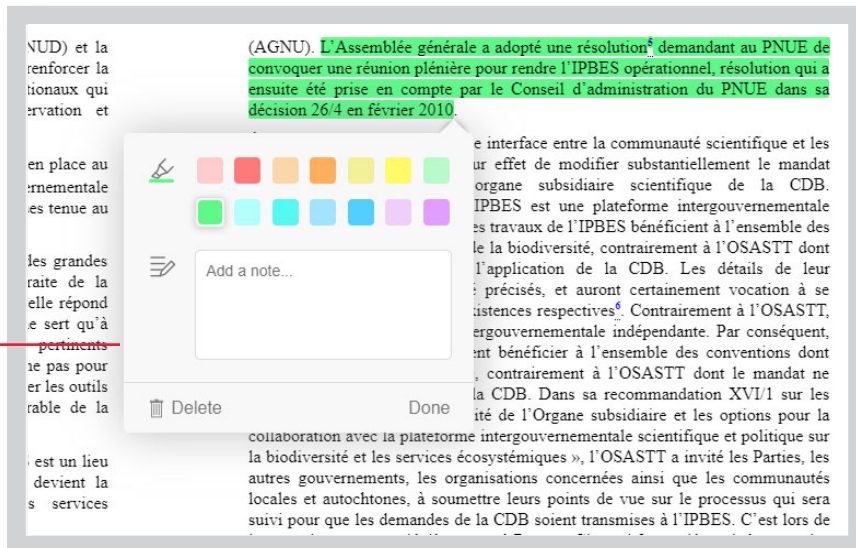 NUD) et la
renforcer la
tionaux qui
ervation et
en place au
ernementale
es tenue au
des grandes
raite de la
elle répond
e sert qu'à
pertinents
ne pas pour
er les outils
rable de la
est un lieu
devient la
s services
(AGNU). L'Assemblée générale a adopté une résolution5 demandant au PNUE de
convoquer une réunion plénière pour rendre l'IPBES opérationnel, résolution qui a
ensuite été prise en compte par le Conseil d'administration du PNUE dans sa
décision 26/4 en février 2010.
e interface entre la communauté scientifique et les
ur effet de modifier substantiellement le mandat
organe subsidiaire scientifique de la CDB.
IPBES est une plateforme intergouvernementale
es travaux de l'IPBES bénéficient à l'ensemble des
de la biodiversité, contrairement à l'OSASTT dont
l'application de la CDB. Les détails de leur
précisés, et auront certainement vocation à se
istences respectives6. Contrairement à l'OSASTT,
ergouvernementale indépendante. Par conséquent,
ent bénéficier à l'ensemble des conventions dont
, contrairement à l'OSASTT dont le mandat ne
la CDB. Dans sa recommandation XVI/1 sur les
ité de l'Organe subsidiaire et les options pour la
collaboration avec la plateforme intergouvernementale scientifique et politique sur
la biodiversité et les services écosystémiques », l'OSASTT a invité les Parties, les
autres gouvernements, les organisations concernées ainsi que les communautés
locales et autochtones, à soumettre leurs points de vue sur le processus qui sera
suivi pour que les demandes de la CDB soient transmises à l'IPBES. C'est lors de
Add a note...
Delete Done